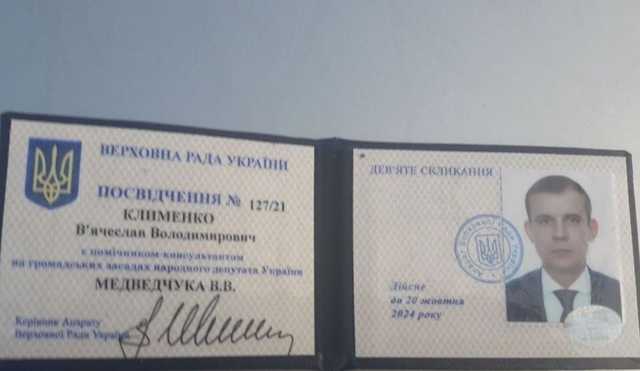 ВЕРХОВНА РАДА УКРАЇНИ
ПОСВІДЧЕННЯ № 127/21
КЛИМЕНКО
В'ячеслав Володимирович
є помічником-консультантом
на громадських засадах народного депутата України
МЕДВЕДЧУКА В.В.
Керівник Апарату
Верховної Ради України
ДЕВ'ЯТЕ СКЛИКАННЯ
Дійсне
до 20 жовтня
2024 року